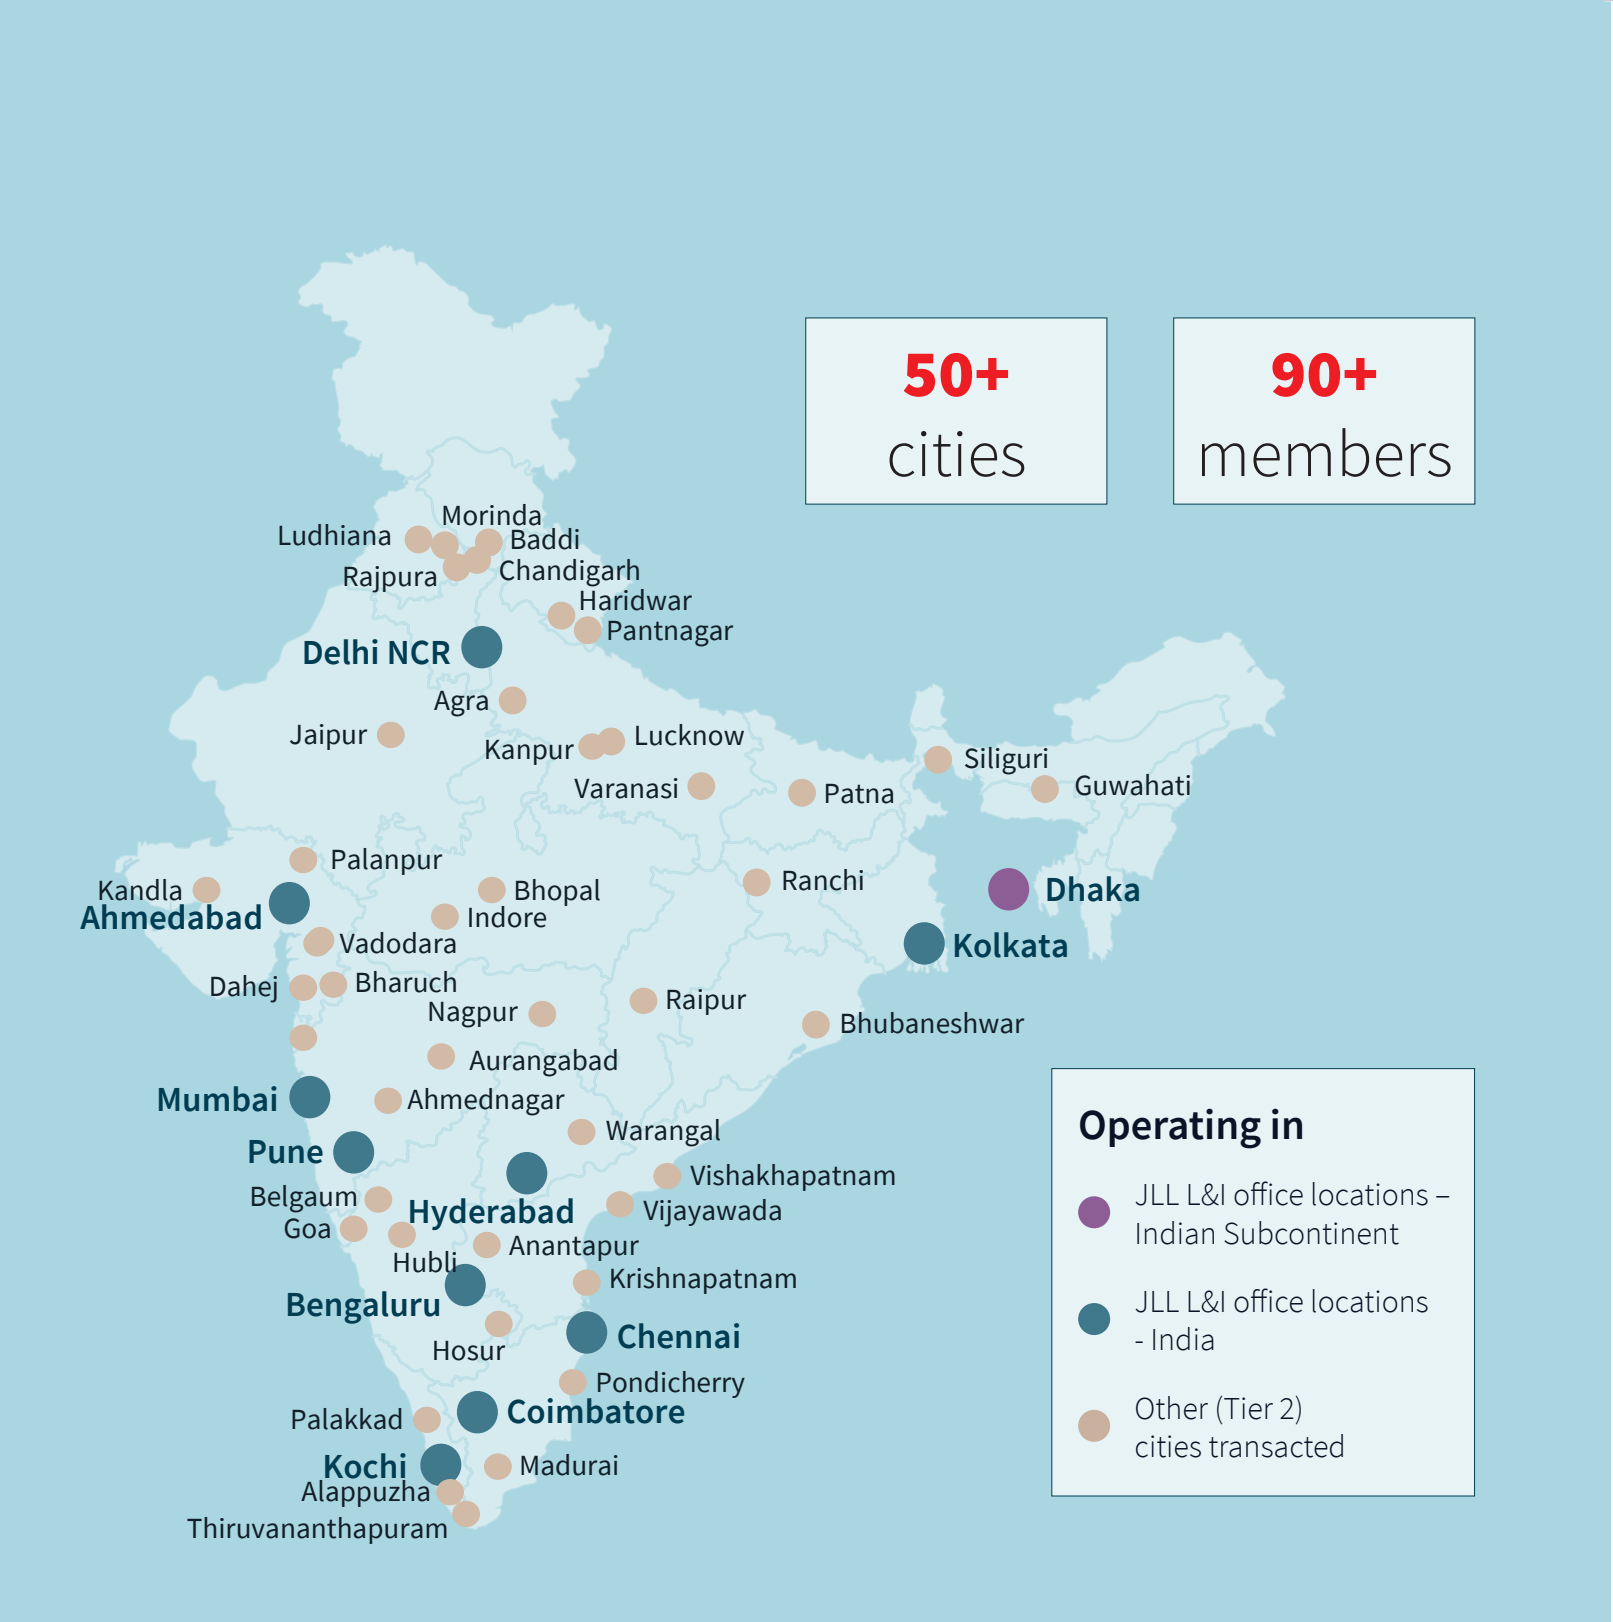 50+
cities
90+
members
Morinda
Ludhiana
Baddi
Chandigarh
Rajpura
Haridwar
Pantnagar
Delhi NCR
Agra
Jaipur
Lucknow
Kanpur
Varanasi
Patna
Siliguri
Guwahati
Palanpur
Kandla
Ahmedabad
Bhopal
Indore
Ranchi
Dhaka
Kolkata
Vadodara
Dahej
Bharuch
Nagpur
Raipur
Bhubaneshwar
Aurangabad
Mumbai
Ahmednagar
Warangal
Pune
Vishakhapatnam
Belgaum
Hyderabad
Vijayawada
Goa
Hubli
Anantapur
Krishnapatnam
Bengaluru
Chennai
Hosur
Pondicherry
Coimbatore
Palakkad
Kochi
Madurai
Alappuzha
Thiruvananthapuram
Operating in
JLL L&I office locations –
Indian Subcontinent
JLL L&I office locations
- India
Other (Tier 2)
cities transacted